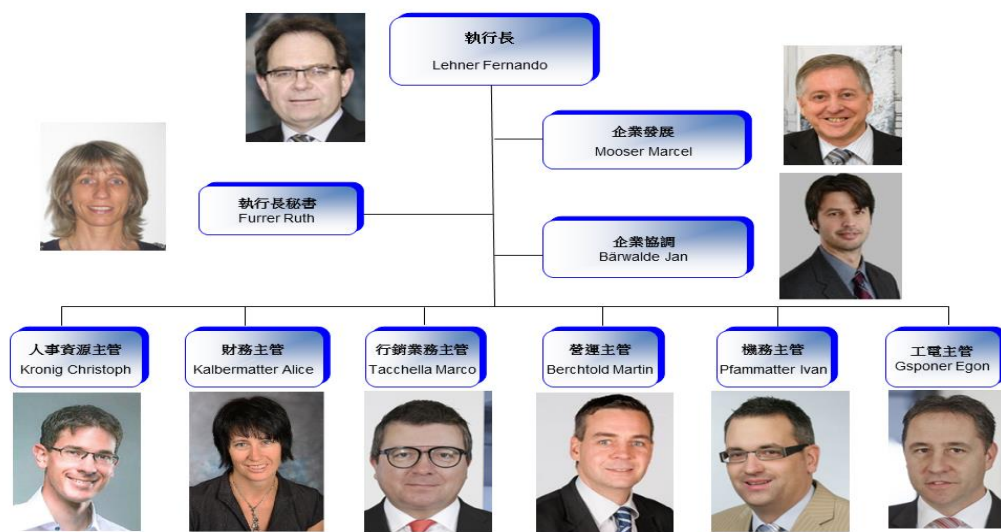 執行長
Lehner Fernando
企業發展
Mooser Marcel
執行長秘書
Furrer Ruth
企業協調
Bärwalde Jan
人事資源主管
Kronig Christoph
財務主管
Kalbermatter Alice
行銷業務主管
Tacchella Marco
營運主管
Berchtold Martin
機務主管
Pfammatter Ivan
工電主管
Gsponer Egon